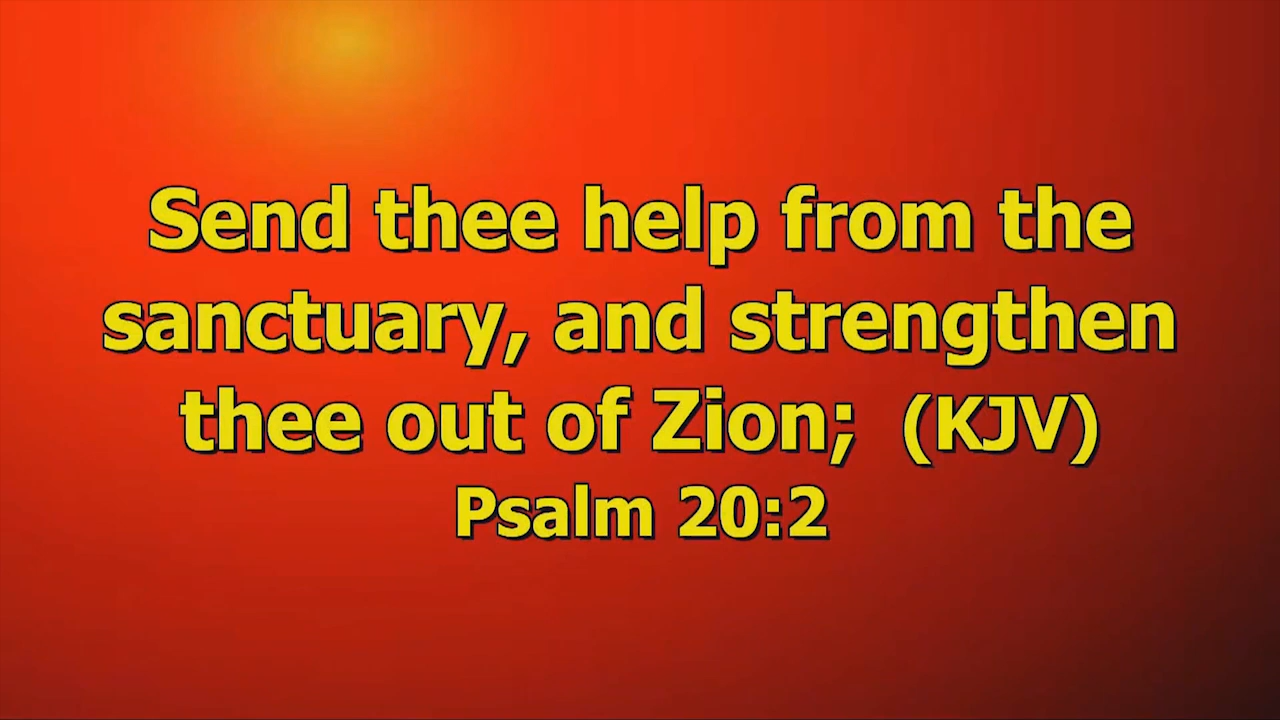 Send thee help from the
sanctuary, and strengthen
thee out of Zion;  (KJV)
Psalm 20:2